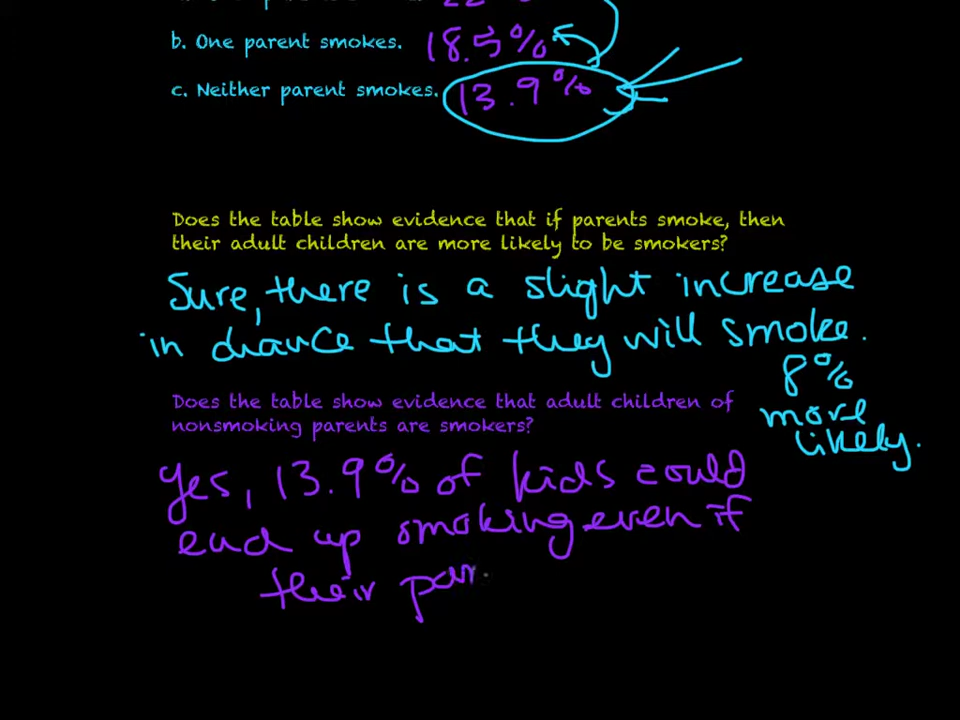 b. One parent smokes. 18.5%
c. Neither parent smokes. 13.9%
Does the table show evidence that if parents smoke, then
their adult children are more likely to be smokers?
Sure, there is a slight increase
in chance that they will smoke.
8%
more
likely.
Does the table show evidence that adult children of
nonsmoking parents are smokers?
Yes, 13.9% of kids could
end up smoking even if
their par